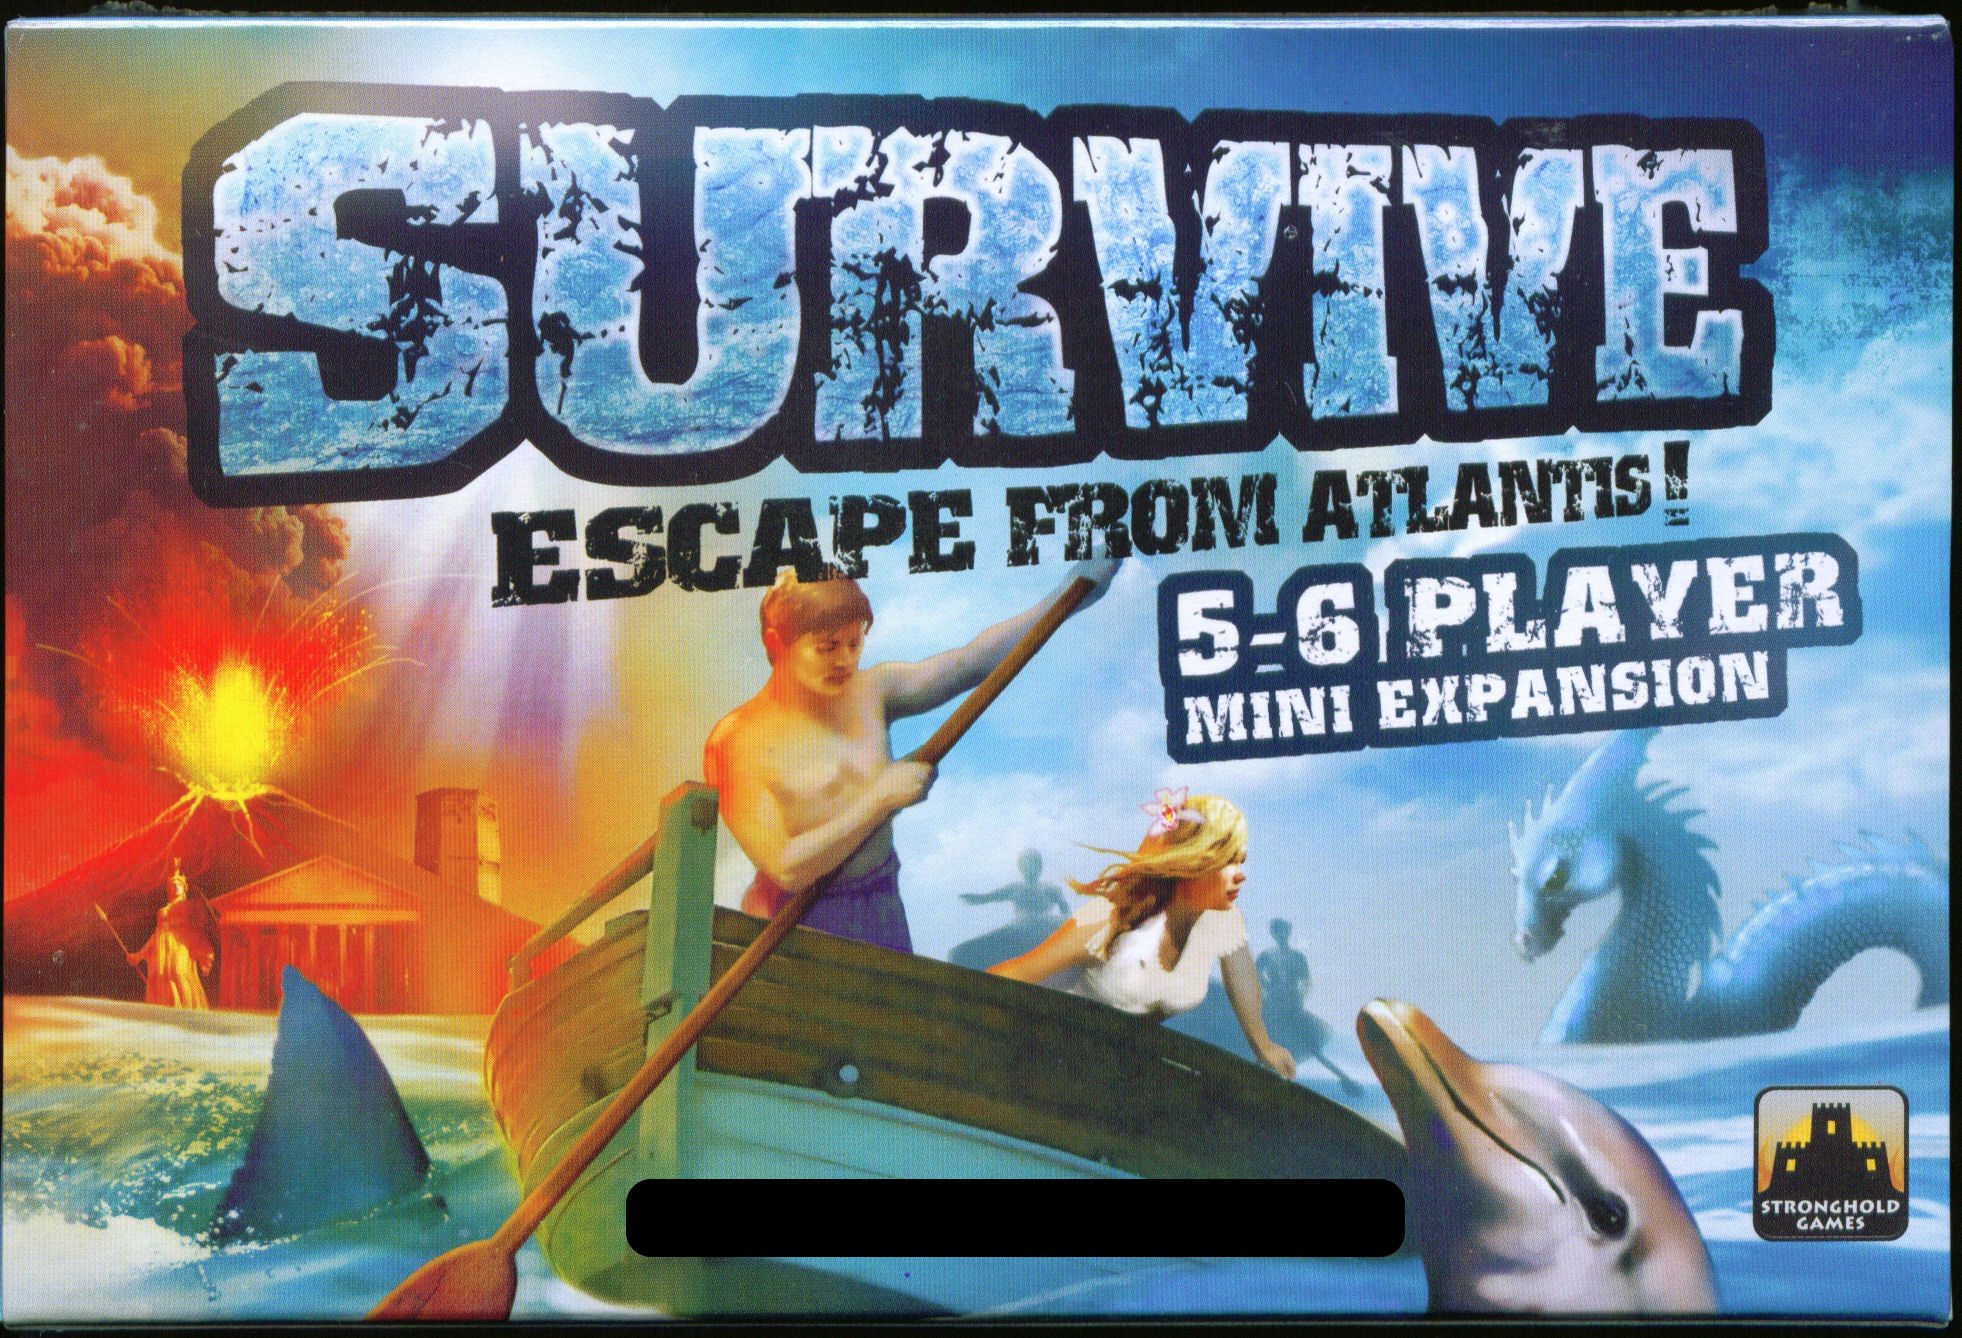 SURVIVE
ESCAPE FROM ATLANTIS!
5-6 PLAYER
MINI EXPANSION
STRONGHOLD
GAMES